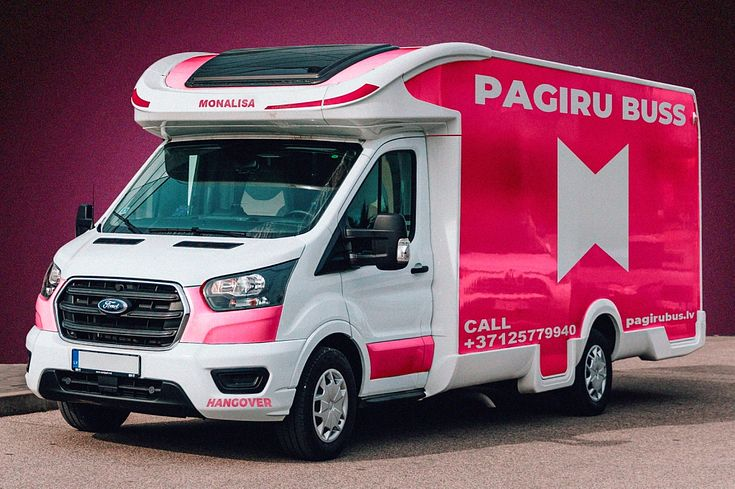 MONALISA
PAGIRU BUSS
Ford
CALL
+37125779940
pagirubus.lv
HANGOVER